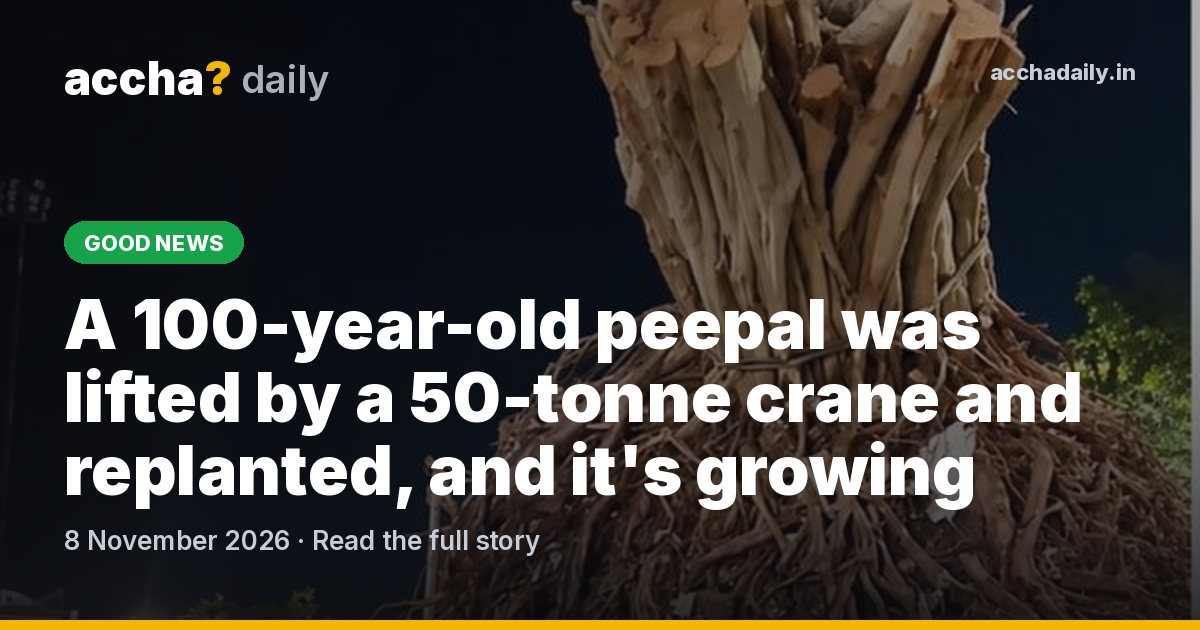 accha? daily
acchadaily.in
GOOD NEWS
A 100-year-old peepal was
lifted by a 50-tonne crane and
replanted, and it's growing
8 November 2026 · Read the full story